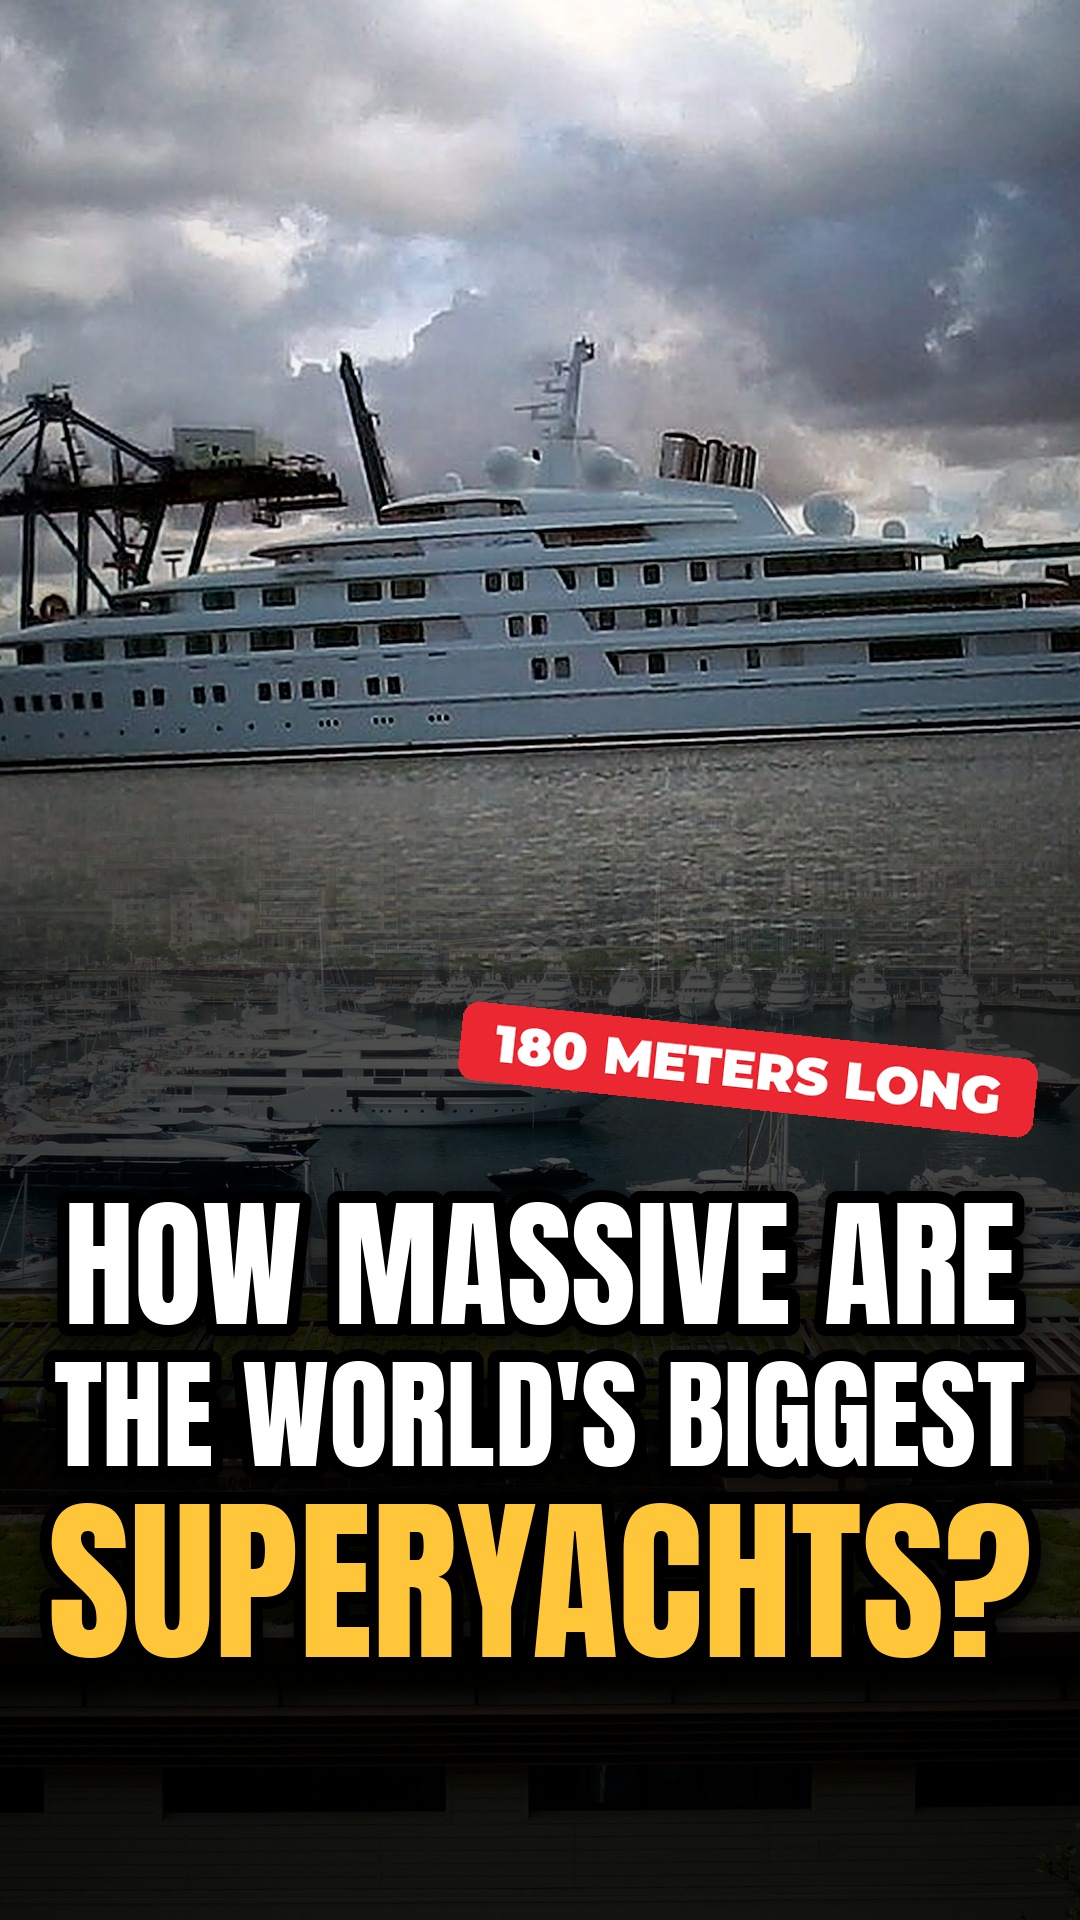 180 METERS LONG
HOW MASSIVE ARE
THE WORLD'S BIGGEST
SUPERYACHTS?